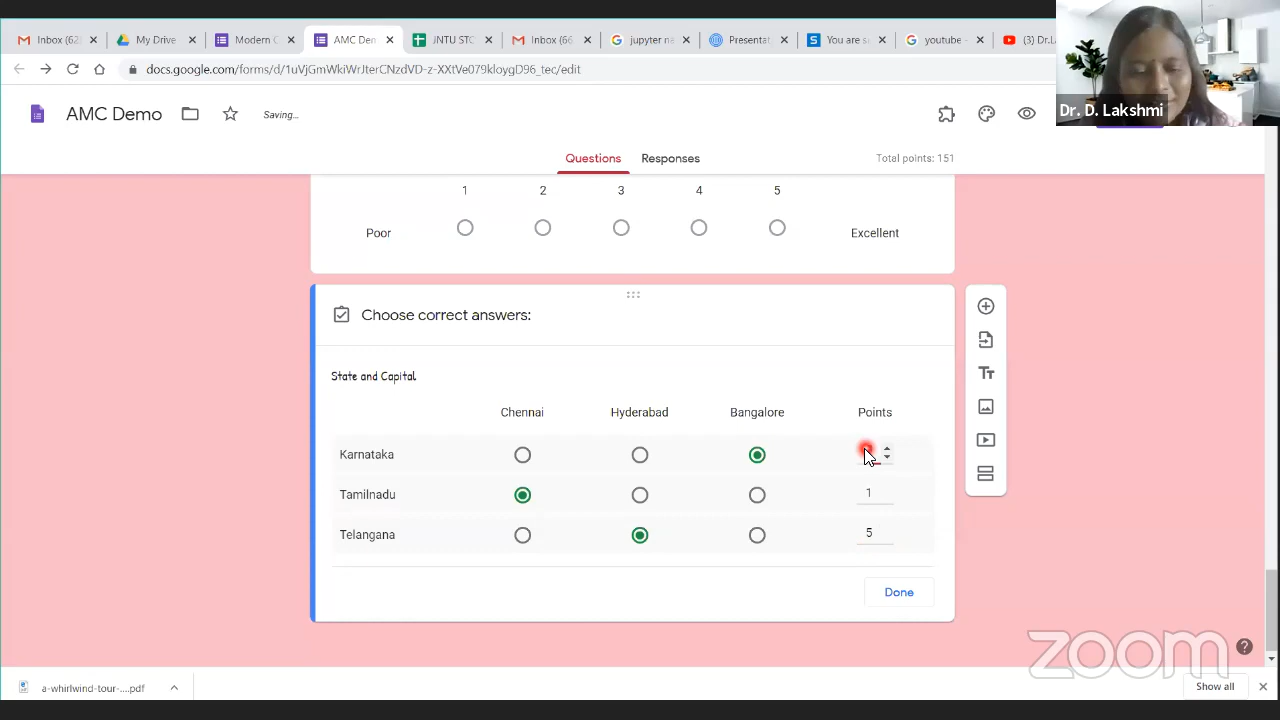 Inbox (62
My Drive
Modern C
AMC Den
JNTU STC
Inbox (66
jupyter ne
Presentat
You are s
youtube -
(3) Dr.La
docs.google.com/forms/d/1uVjGmWkiWrJterCNzdVD-z-XXtVe079kloygD96_tec/edit
Dr. D. Lakshmi
AMC Demo
Saving...
Questions
Responses
Total points: 151
1 2 3 4 5
Poor
Excellent
Choose correct answers:
State and Capital
Chennai Hyderabad Bangalore Points
Karnataka
Tamilnadu 1
Telangana 5
Done
zoom
a-whirlwind-tour-....pdf
Show all